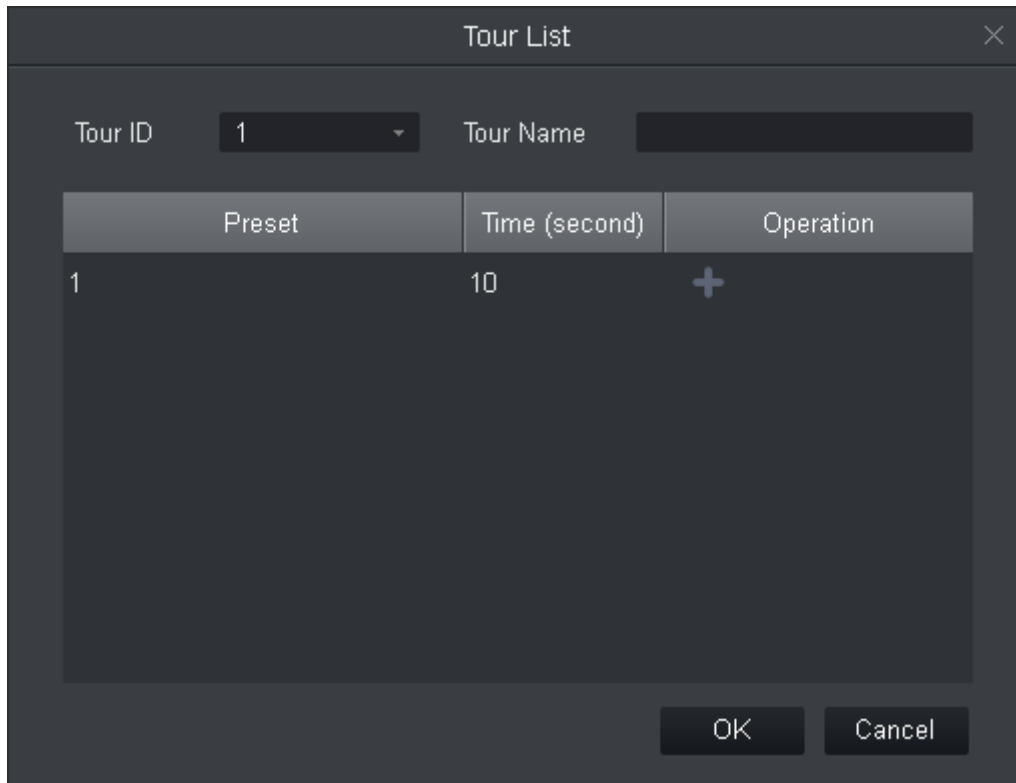 Tour List
Tour ID 1 Tour Name
Preset Time (second) Operation
1 10
OK Cancel